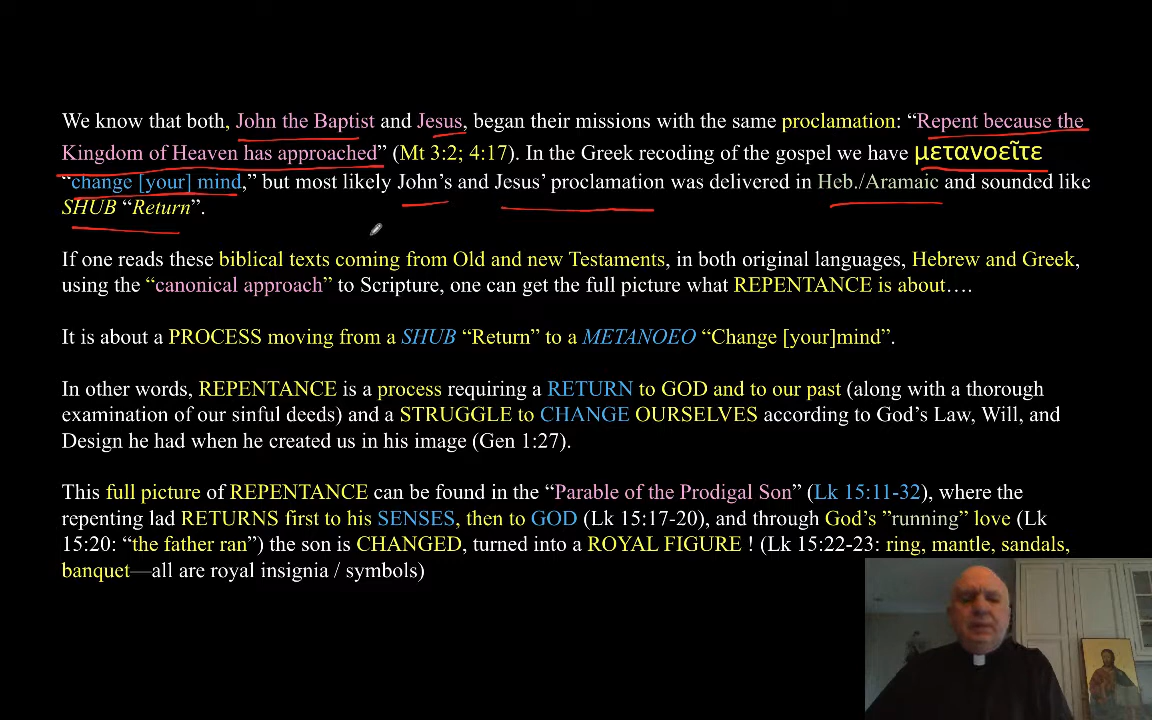 We know that both, John the Baptist and Jesus, began their missions with the same proclamation: “Repent because the
Kingdom of Heaven has approached” (Mt 3:2; 4:17). In the Greek recoding of the gospel we have μετανοεῖτε
“change [your] mind,” but most likely John’s and Jesus’ proclamation was delivered in Heb./Aramaic and sounded like
SHUB “Return”.
If one reads these biblical texts coming from Old and new Testaments, in both original languages, Hebrew and Greek,
using the “canonical approach” to Scripture, one can get the full picture what REPENTANCE is about….
It is about a PROCESS moving from a SHUB “Return” to a METANOEO “Change [your]mind”.
In other words, REPENTANCE is a process requiring a RETURN to GOD and to our past (along with a thorough
examination of our sinful deeds) and a STRUGGLE to CHANGE OURSELVES according to God’s Law, Will, and
Design he had when he created us in his image (Gen 1:27).
This full picture of REPENTANCE can be found in the “Parable of the Prodigal Son” (Lk 15:11-32), where the
repenting lad RETURNS first to his SENSES, then to GOD (Lk 15:17-20), and through God’s ”running” love (Lk
15:20: “the father ran”) the son is CHANGED, turned into a ROYAL FIGURE ! (Lk 15:22-23: ring, mantle, sandals,
banquet—all are royal insignia / symbols)